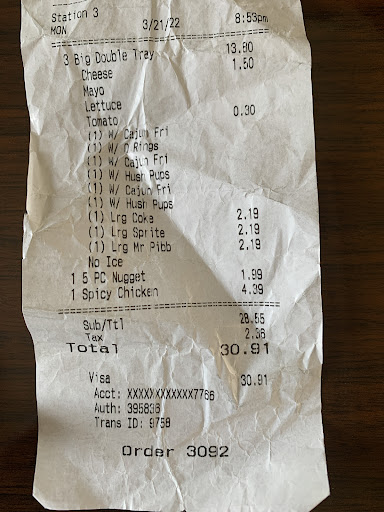 Station 3
MON 3/21/22 8:53pm
3 Big Double Tray 13.80
Cheese 1.50
Mayo
Lettuce
Tomato 0.30
(1) W/ Cajun Fri
(1) W/ O Rings
(1) W/ Cajun Fri
(1) W/ Hush Pups
(1) W/ Cajun Fri
(1) W/ Hush Pups
(1) Lrg Coke 2.19
(1) Lrg Sprite 2.19
(1) Lrg Mr Pibb 2.19
No Ice
1 5 PC Nugget 1.99
1 Spicy Chicken 4.39
Sub/Ttl 28.55
Tax 2.36
Total 30.91
Visa 30.91
Acct: XXXXXXXXXXXX7766
Auth: 395836
Trans ID: 9758
Order 3092